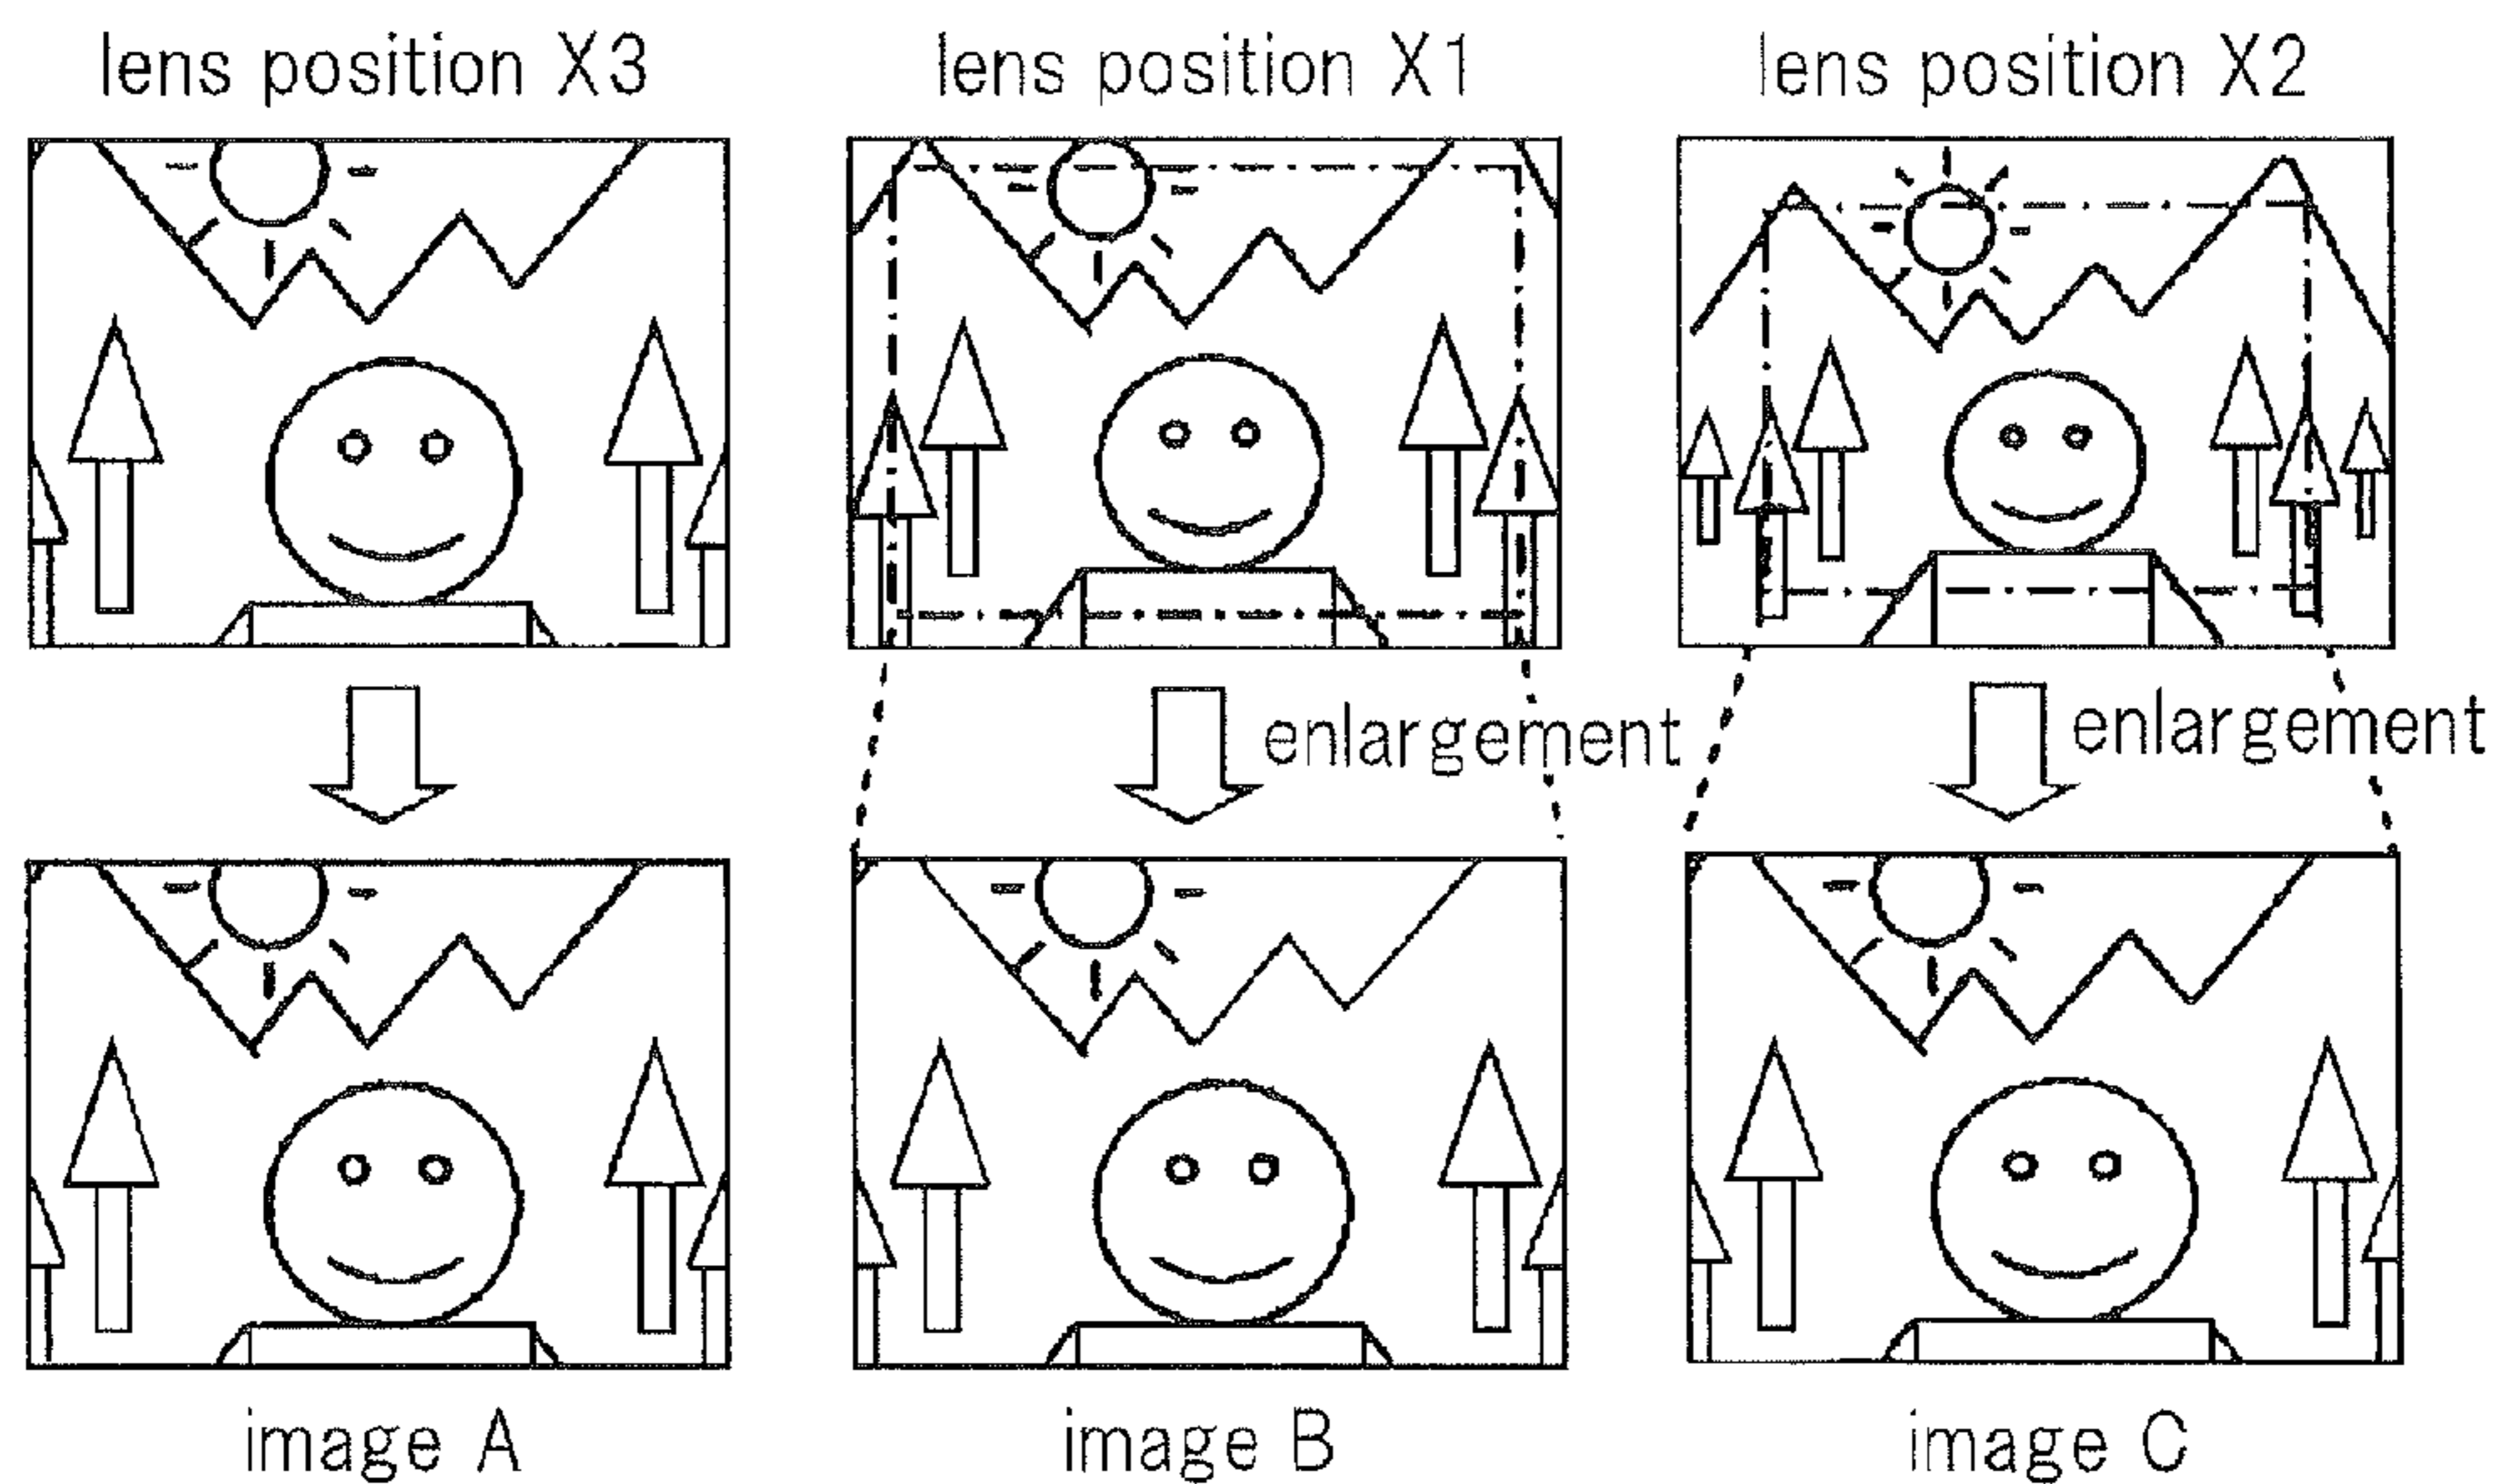 lens position X3
lens position X1
lens position X2
enlargement
enlargement
image A
image B
image C